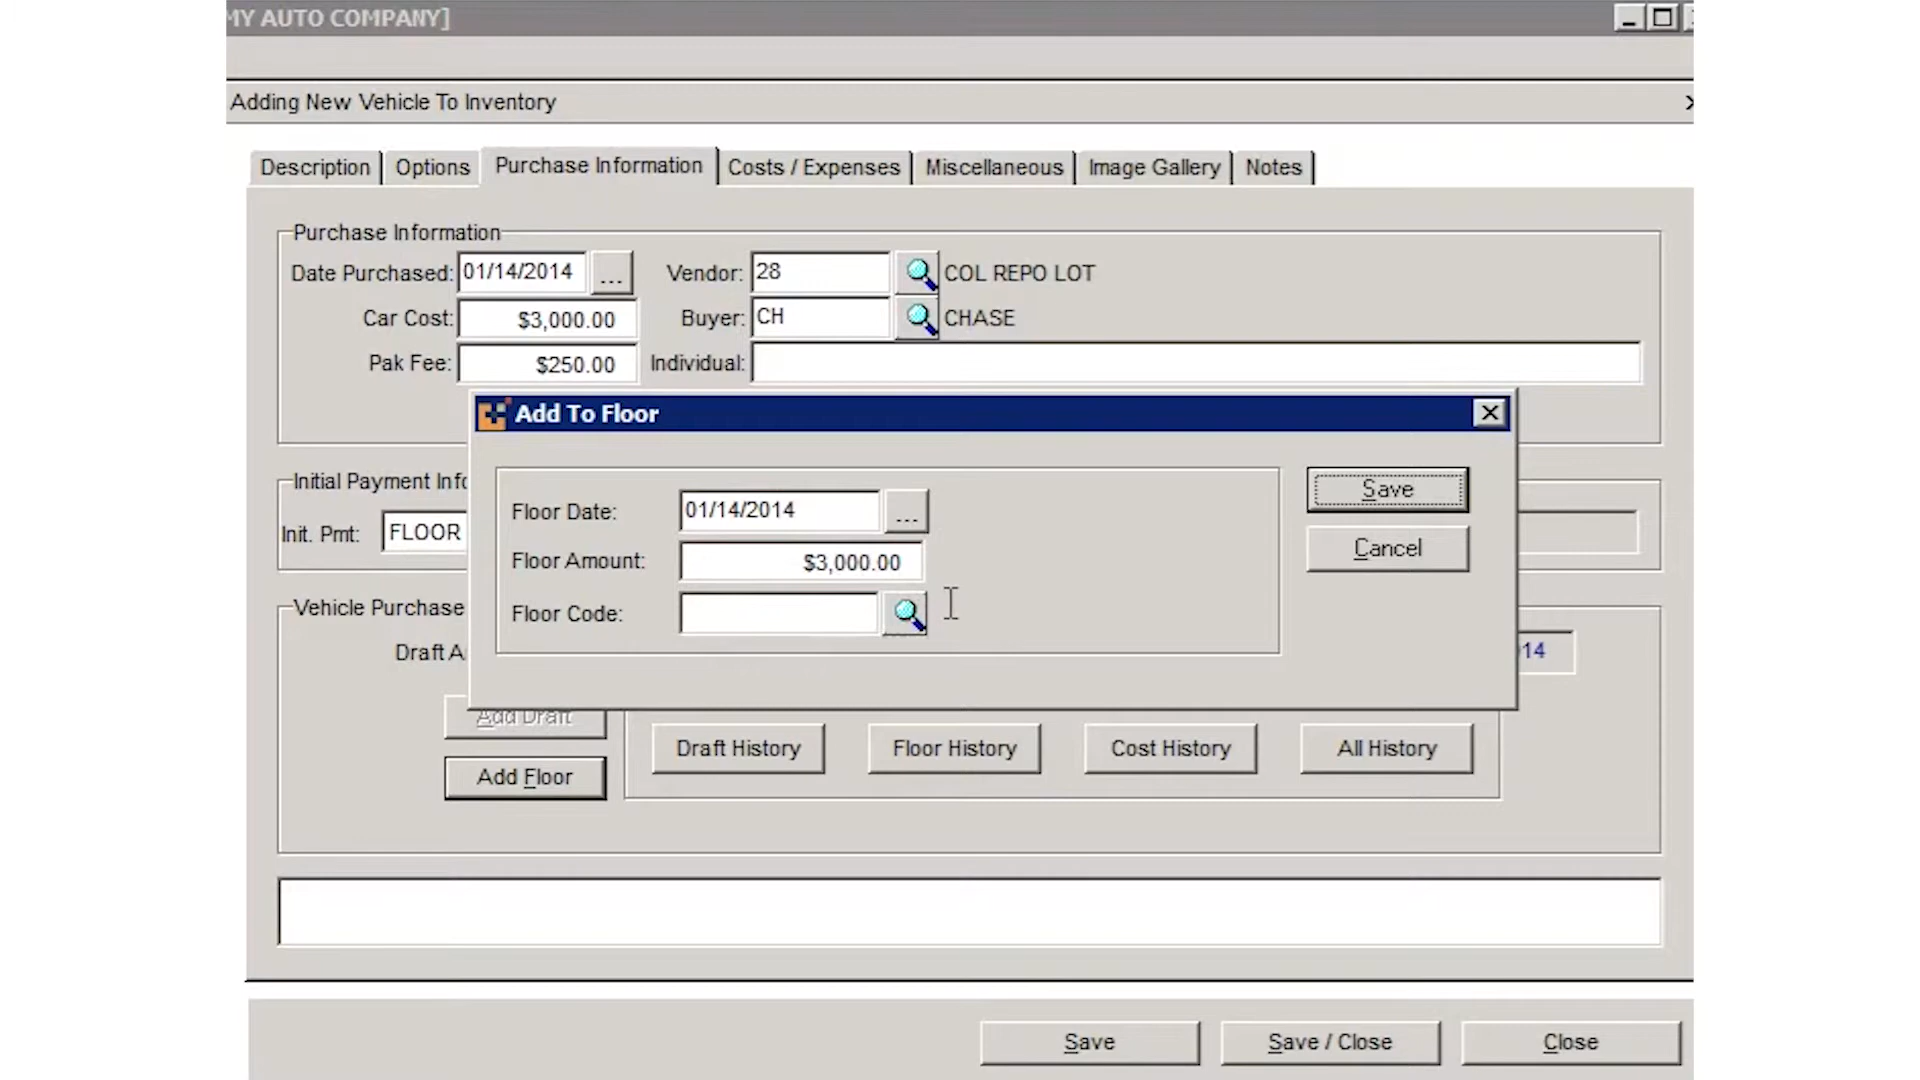 MY AUTO COMPANY]
Adding New Vehicle To Inventory
Description Options Purchase Information Costs / Expenses Miscellaneous Image Gallery Notes
Purchase Information
Date Purchased: 01/14/2014 ... Vendor: 28 COL REPO LOT
Car Cost: $3,000.00 Buyer: CH CHASE
Pak Fee: $250.00 Individual:
Add To Floor
Initial Payment Info
Init. Pmt: FLOOR
Floor Date: 01/14/2014 ... Save
Floor Amount: $3,000.00 Cancel
Floor Code:
Vehicle Purchase
Draft A 14
Add Draft
Draft History Floor History Cost History All History
Add Floor
Save Save / Close Close